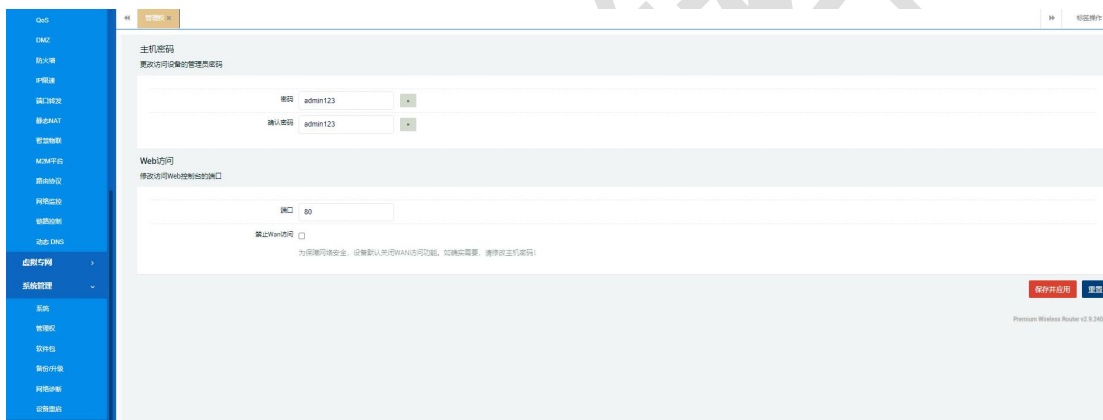 QoS
DMZ
防火墙
IP限速
端口转发
静态NAT
智慧物联
M2M平台
路由协议
网络监控
链路控制
动态 DNS
虚拟专网
系统管理
系统
管理权
软件包
备份/升级
网络诊断
设备重启
管理权 ×
标签操作
主机密码
更改访问设备的管理员密码
密码 admin123
确认密码 admin123
Web访问
修改访问Web控制台的端口
端口 80
禁止Wan访问
为保障网络安全，设备默认关闭WAN访问功能。如确实需要，请修改主机密码！
保存并应用 重置
Premium Wireless Router v2.9.240